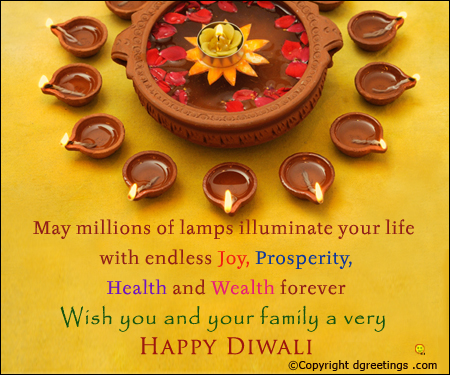 May millions of lamps illuminate your life
with endless Joy, Prosperity,
Health and Wealth forever
Wish you and your family a very
HAPPY DIWALI
©Copyright dgreetings .com